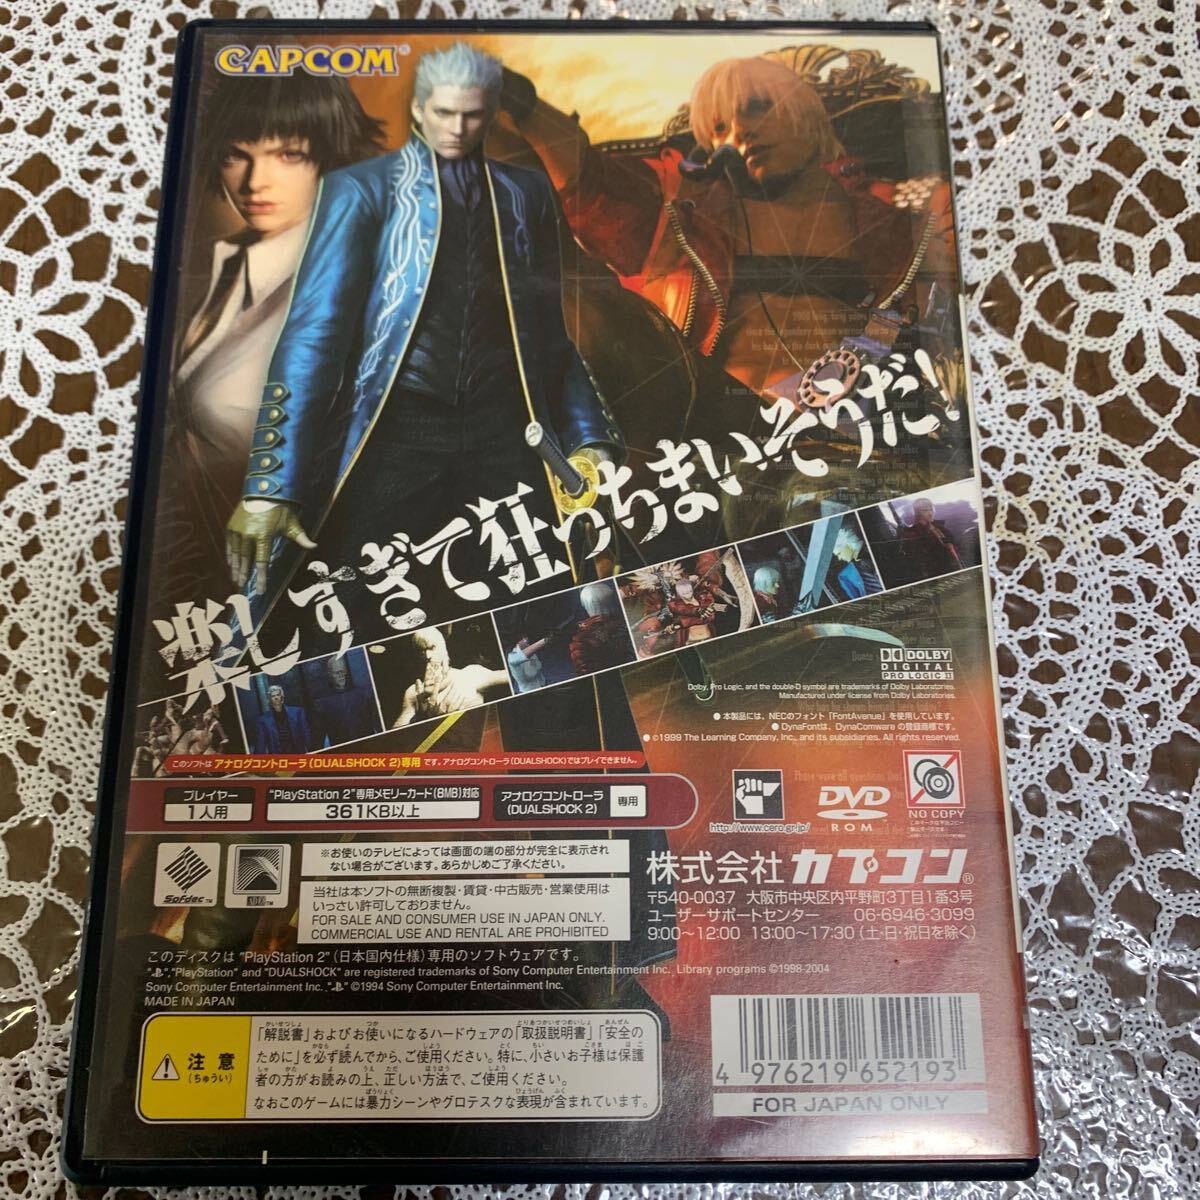 CAPCOM®
楽しすぎて狂っちまいそうだ!
DOLBY
DIGITAL
PRO LOGIC II
Dolby, Pro Logic, and the double-D symbol are trademarks of Dolby Laboratories.
Manufactured under license from Dolby Laboratories.
●本製品には、NECのフォント「FontAvenue」を使用しています。
●DynaFontは、DynaComwareの登録商標です。
●©1999 The Learning Company, Inc., and its subsidiaries. All rights reserved.
このソフトは アナログコントローラ(DUALSHOCK 2)専用 です。アナログコントローラ(DUALSHOCK)ではプレイできません。
プレイヤー
1人用
"PlayStation 2"専用メモリーカード(8MB)対応
361KB以上
アナログコントローラ
(DUALSHOCK 2)
専用
http://www.cero.gr.jp/
DVD
ROM
NO COPY
Sofdec™
ADX™
※お使いのテレビによっては画面の端の部分が完全に表示され
ない場合がございます。あらかじめご了承ください。
当社は本ソフトの無断複製・賃貸・中古販売・営業使用は
いっさい許可しておりません。
FOR SALE AND CONSUMER USE IN JAPAN ONLY.
COMMERCIAL USE AND RENTAL ARE PROHIBITED
株式会社 カプコン®
〒540-0037 大阪市中央区内平野町3丁目1番3号
ユーザーサポートセンター 06-6946-3099
9:00〜12:00 13:00〜17:30(土・日・祝日を除く)
このディスクは "PlayStation 2"(日本国内仕様)専用のソフトウェアです。
" ","PlayStation" and "DUALSHOCK" are registered trademarks of Sony Computer Entertainment Inc. Library programs ©1998-2004
Sony Computer Entertainment Inc. " ©1994 Sony Computer Entertainment Inc.
MADE IN JAPAN
注意
(ちゅうい)
「解説書」およびお使いになるハードウェアの「取扱説明書」「安全の
ために」を必ず読んでから、ご使用ください。特に、小さいお子様は保護
者の方がお読みの上、正しい方法で、ご使用ください。
なおこのゲームには暴力シーンやグロテスクな表現が含まれています。
4 976219 652193
FOR JAPAN ONLY